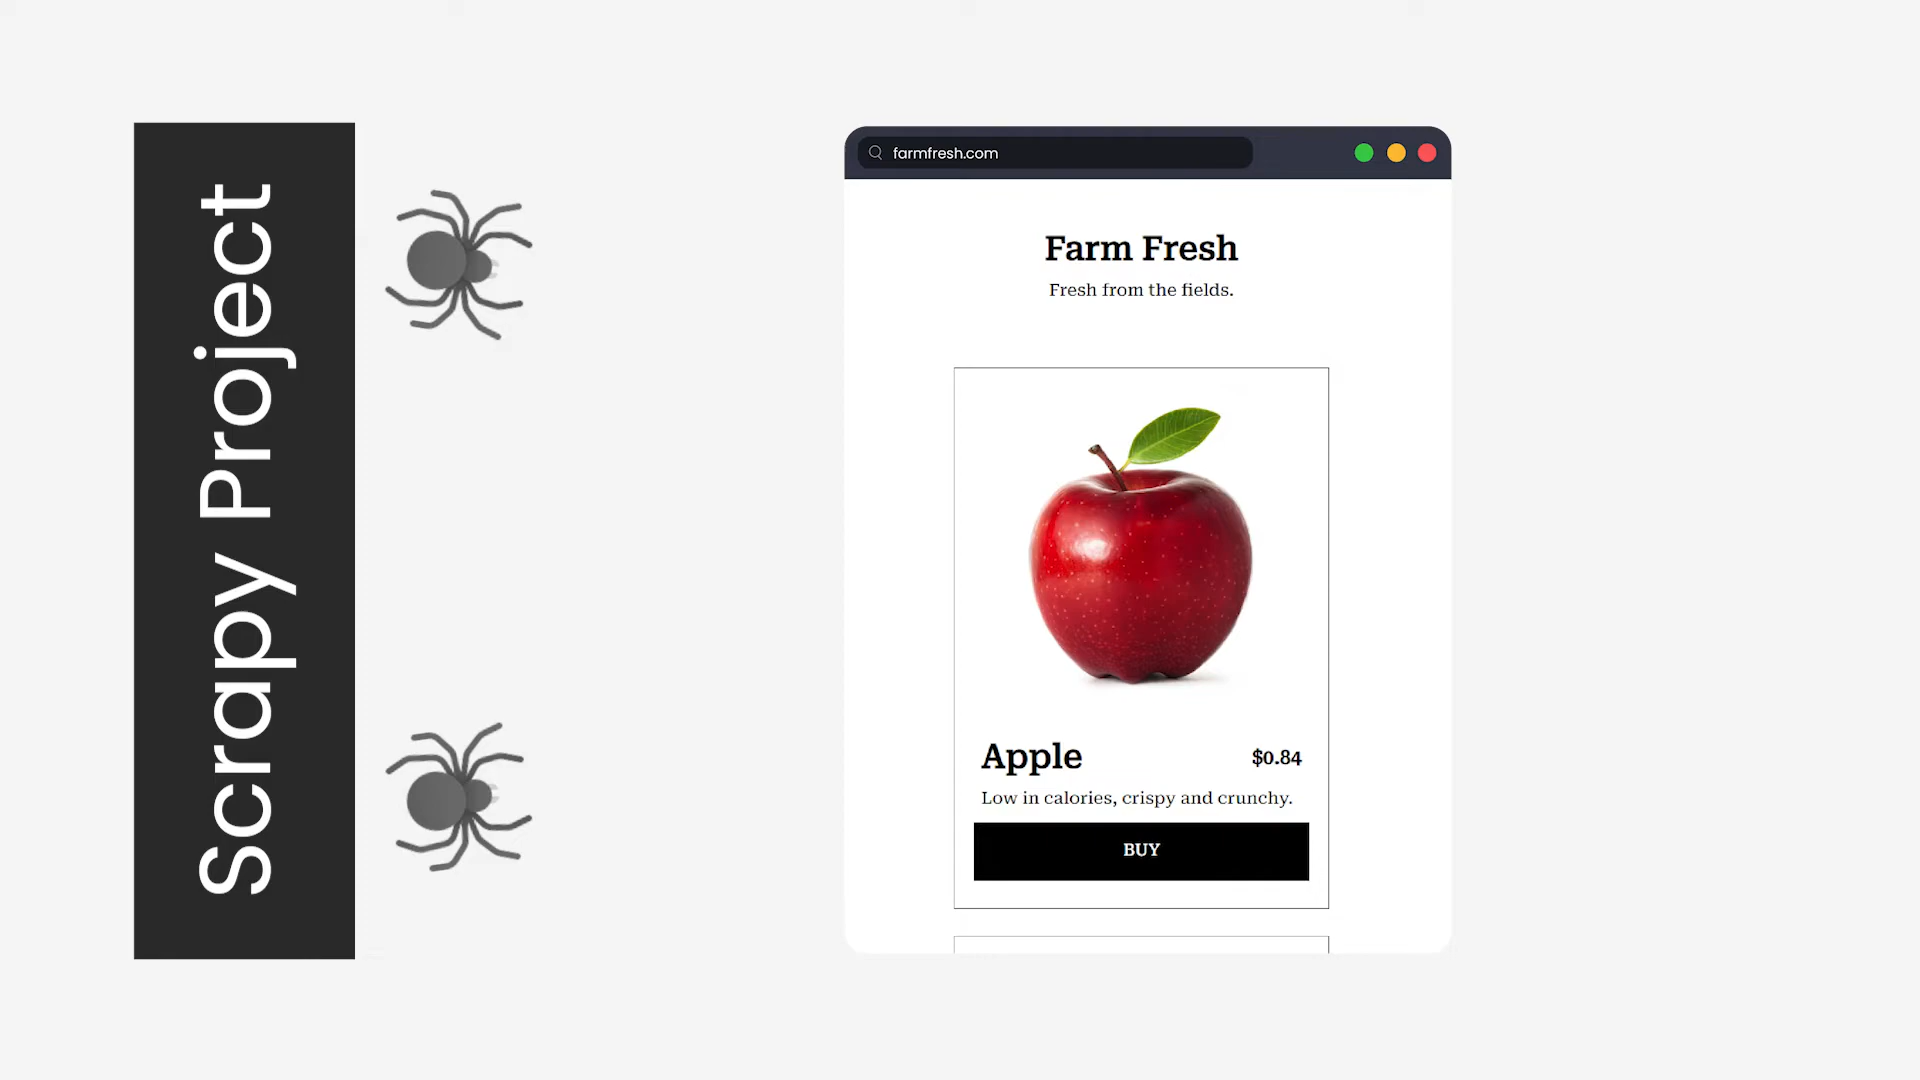 Scrapy Project
farmfresh.com
Farm Fresh
Fresh from the fields.
Apple
$0.84
Low in calories, crispy and crunchy.
BUY